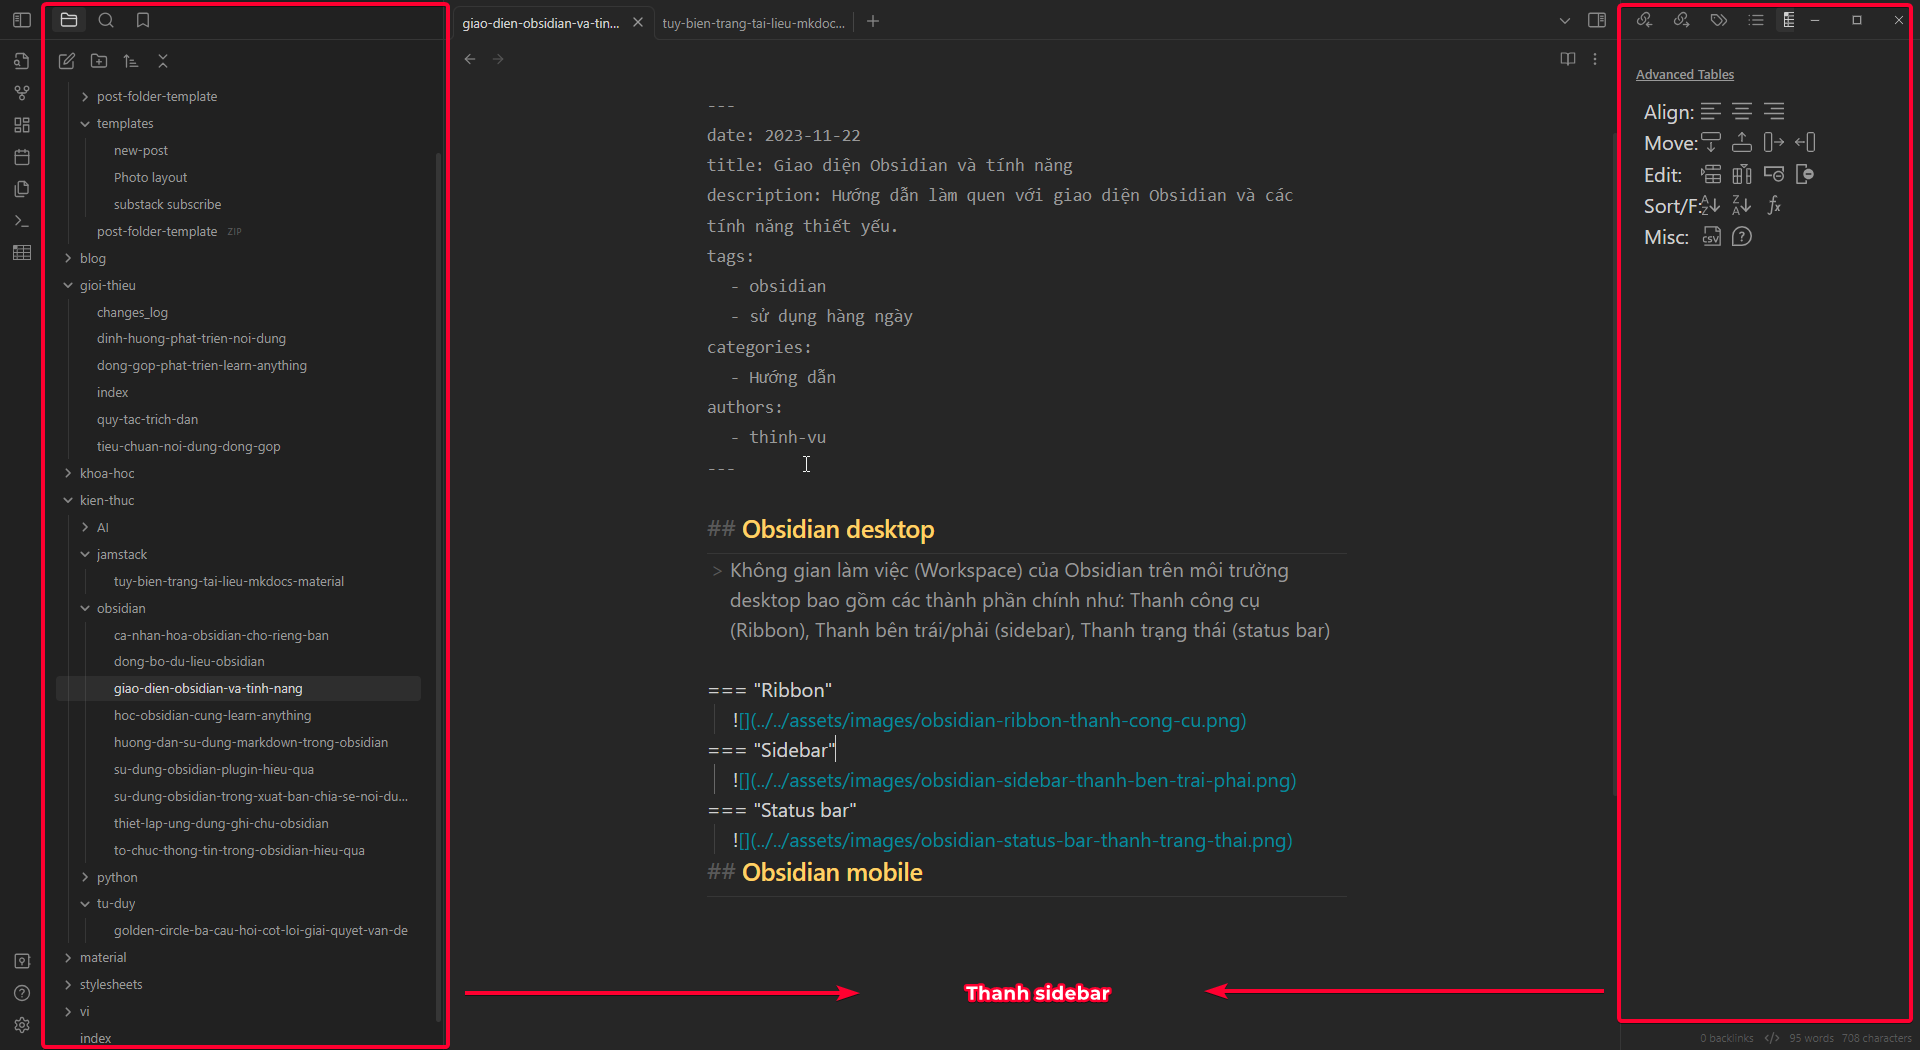 post-folder-template
templates
new-post
Photo layout
substack subscribe
post-folder-template ZIP
blog
gioi-thieu
changes_log
dinh-huong-phat-trien-noi-dung
dong-gop-phat-trien-learn-anything
index
quy-tac-trich-dan
tieu-chuan-noi-dung-dong-gop
khoa-hoc
kien-thuc
AI
jamstack
tuy-bien-trang-tai-lieu-mkdocs-material
obsidian
ca-nhan-hoa-obsidian-cho-rieng-ban
dong-bo-du-lieu-obsidian
giao-dien-obsidian-va-tinh-nang
hoc-obsidian-cung-learn-anything
huong-dan-su-dung-markdown-trong-obsidian
su-dung-obsidian-plugin-hieu-qua
su-dung-obsidian-trong-xuat-ban-chia-se-noi-du...
thiet-lap-ung-dung-ghi-chu-obsidian
to-chuc-thong-tin-trong-obsidian-hieu-qua
python
tu-duy
golden-circle-ba-cau-hoi-cot-loi-giai-quyet-van-de
material
stylesheets
vi
index
giao-dien-obsidian-va-tin...
tuy-bien-trang-tai-lieu-mkdoc...
---
date: 2023-11-22
title: Giao diện Obsidian và tính năng
description: Hướng dẫn làm quen với giao diện Obsidian và các
tính năng thiết yếu.
tags:
- obsidian
- sử dụng hàng ngày
categories:
- Hướng dẫn
authors:
- thinh-vu
---
## Obsidian desktop
> Không gian làm việc (Workspace) của Obsidian trên môi trường
desktop bao gồm các thành phần chính như: Thanh công cụ
(Ribbon), Thanh bên trái/phải (sidebar), Thanh trạng thái (status bar)
=== "Ribbon"
![](../../assets/images/obsidian-ribbon-thanh-cong-cu.png)
=== "Sidebar"
![](../../assets/images/obsidian-sidebar-thanh-ben-trai-phai.png)
=== "Status bar"
![](../../assets/images/obsidian-status-bar-thanh-trang-thai.png)
## Obsidian mobile
Thanh sidebar
Advanced Tables
Align:
Move:
Edit:
Sort/F:
Misc:
0 backlinks </> 95 words 708 characters